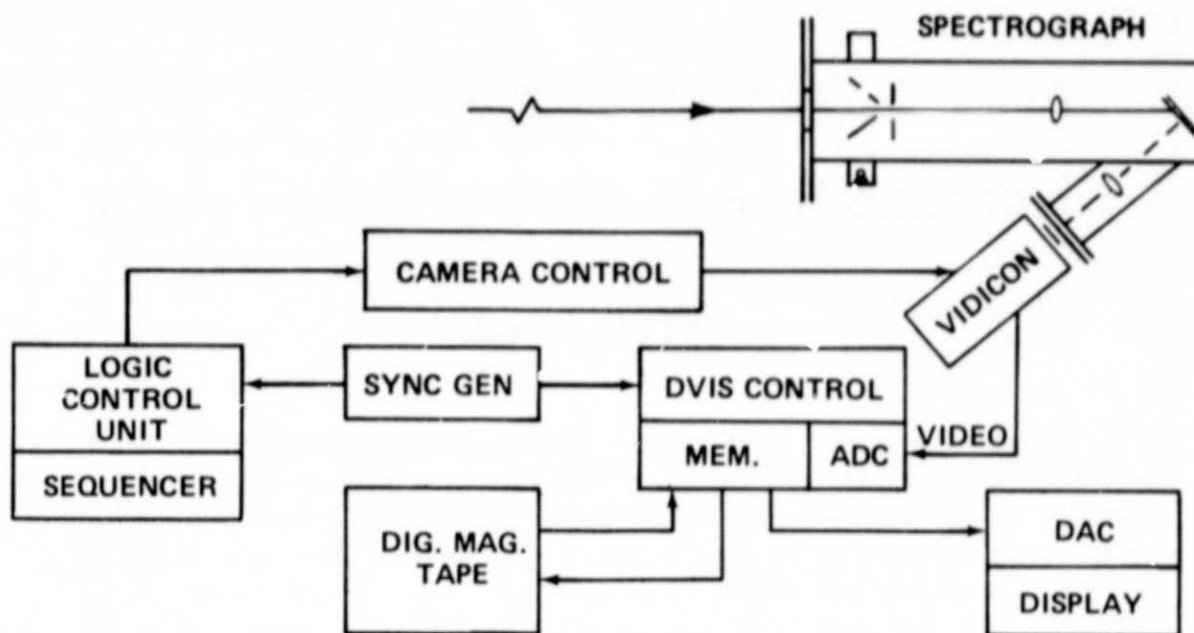 SPECTROGRAPH
CAMERA CONTROL
VIDICON
LOGIC
CONTROL
UNIT
SEQUENCER
SYNC GEN
DVIS CONTROL
MEM.
ADC
VIDEO
DIG. MAG.
TAPE
DAC
DISPLAY